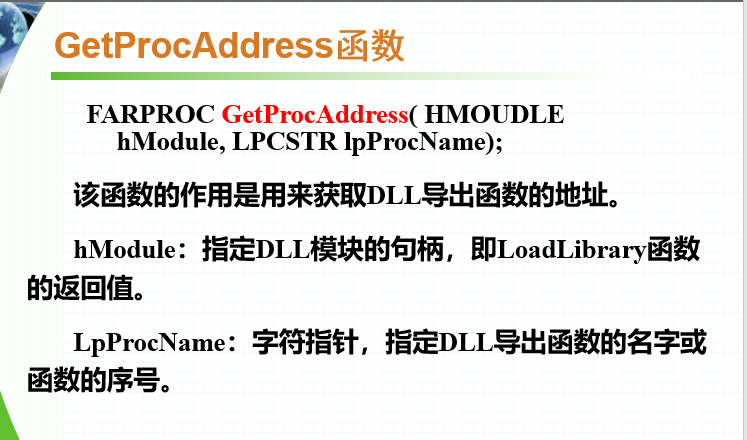 GetProcAddress函数
FARPROC GetProcAddress( HMOUDLE
hModule, LPCSTR lpProcName);
该函数的作用是用来获取DLL导出函数的地址。
hModule：指定DLL模块的句柄，即LoadLibrary函数
的返回值。
LpProcName：字符指针，指定DLL导出函数的名字或
函数的序号。